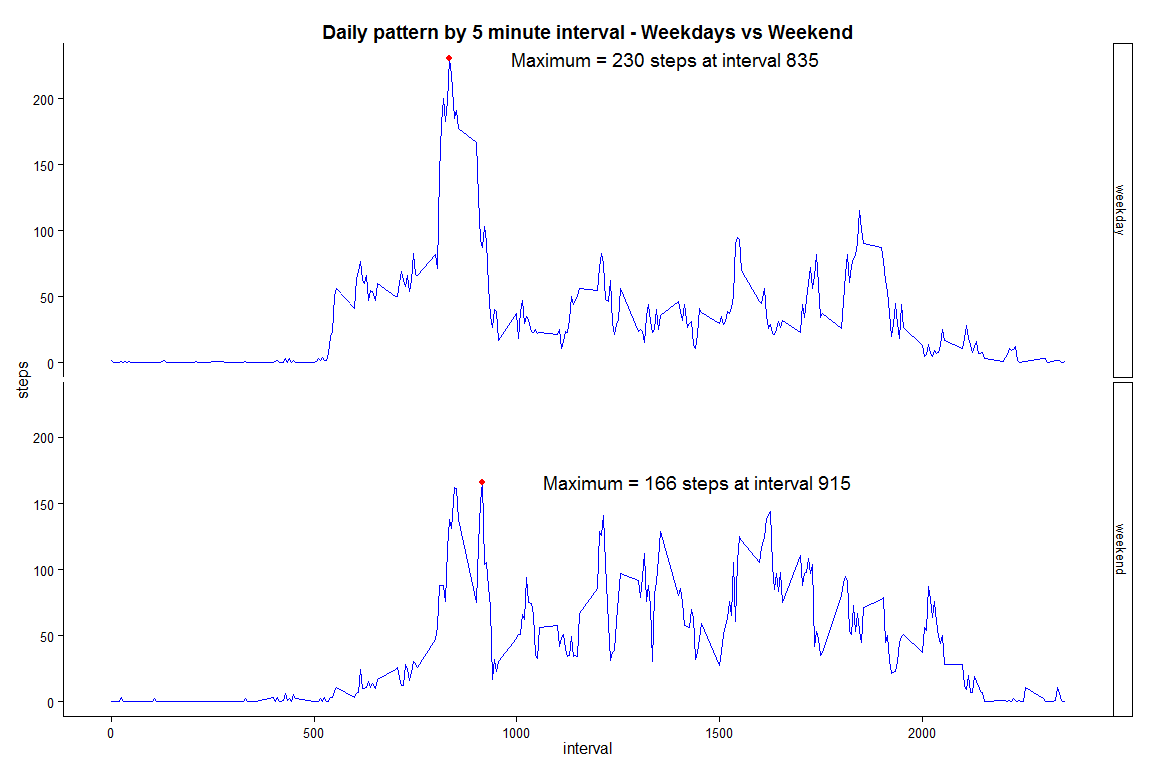 Daily pattern by 5 minute interval - Weekdays vs Weekend
Maximum = 230 steps at interval 835
200
150
100
50
0
weekday
steps
Maximum = 166 steps at interval 915
200
150
100
50
0
weekend
0 500 1000 1500 2000
interval